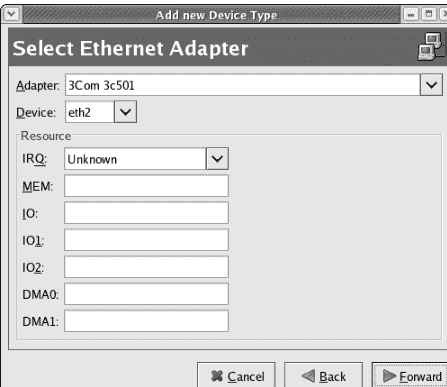 Add new Device Type
Select Ethernet Adapter
Adapter: 3Com 3c501
Device: eth2
Resource
IRQ: Unknown
MEM:
IO:
IO1:
IO2:
DMA0:
DMA1:
Cancel Back Forward